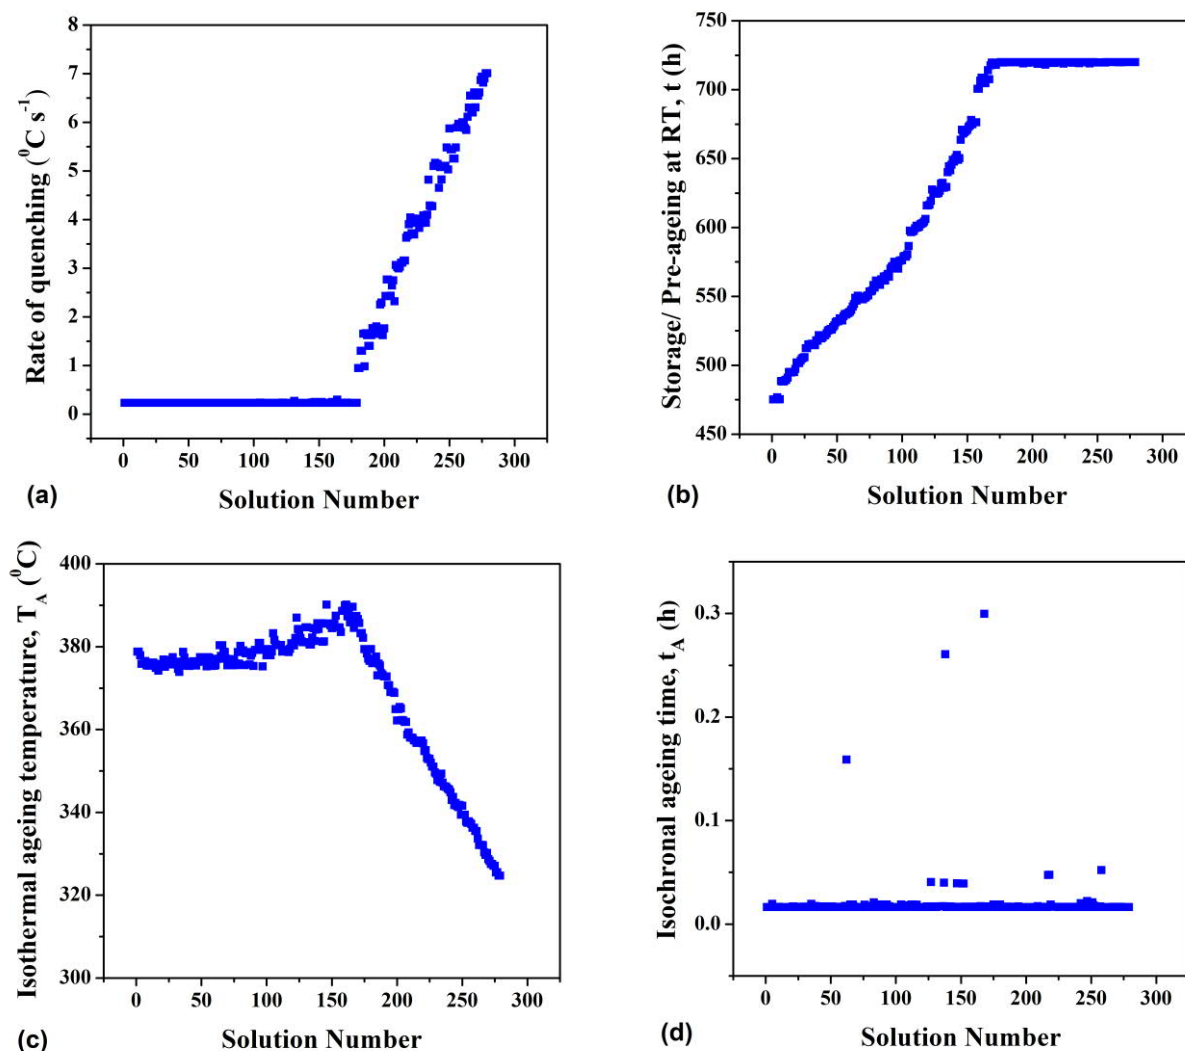 8
7
6
5
4
3
2
1
0
0 50 100 150 200 250 300
Rate of quenching (⁰C s⁻¹)
Solution Number
(a)
750
700
650
600
550
500
450
0 50 100 150 200 250 300
Storage/ Pre-ageing at RT, t (h)
Solution Number
(b)
400
380
360
340
320
300
0 50 100 150 200 250 300
Isothermal ageing temperature, T_A (⁰C)
Solution Number
(c)
0.3
0.2
0.1
0.0
0 50 100 150 200 250 300
Isochronal ageing time, t_A (h)
Solution Number
(d)